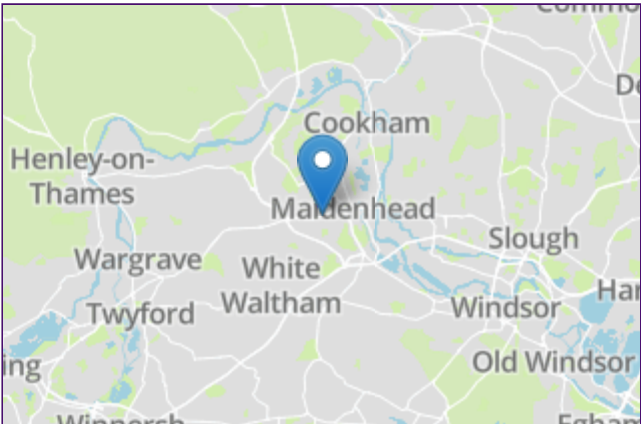 Cookham
Henley-on-
Thames
Maidenhead
Slough
Wargrave
White
Waltham
Twyford
Windsor
Old Windsor